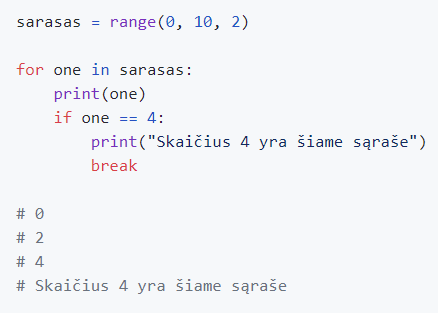 sarasas = range(0, 10, 2)

for one in sarasas:
    print(one)
    if one == 4:
        print("Skaičius 4 yra šiame sąraše")
        break

# 0
# 2
# 4
# Skaičius 4 yra šiame sąraše